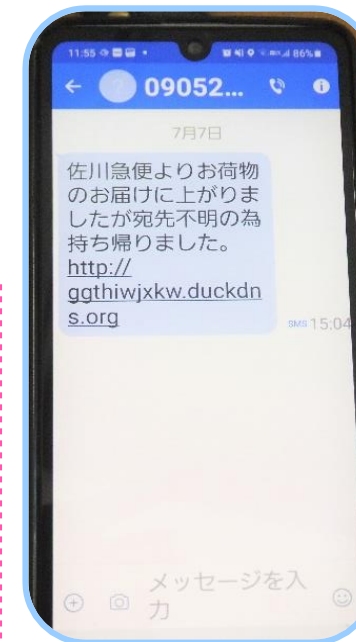 11:55
86%
09052...
7月7日
佐川急便よりお荷物
のお届けに上がりま
したが宛先不明の為
持ち帰りました。
http://
ggthiwjxkw.duckdn
s.org
SMS 15:04
メッセージを入
力